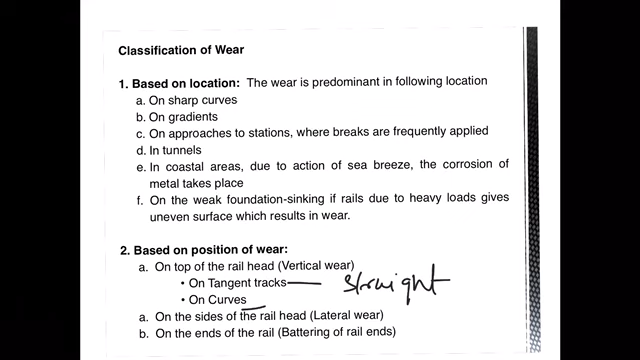 Classification of Wear
1. Based on location: The wear is predominant in following location
a. On sharp curves
b. On gradients
c. On approaches to stations, where breaks are frequently applied
d. In tunnels
e. In coastal areas, due to action of sea breeze, the corrosion of
metal takes place
f. On the weak foundation-sinking if rails due to heavy loads gives
uneven surface which results in wear.
2. Based on position of wear:
a. On top of the rail head (Vertical wear)
• On Tangent tracks straight
• On Curves
a. On the sides of the rail head (Lateral wear)
b. On the ends of the rail (Battering of rail ends)